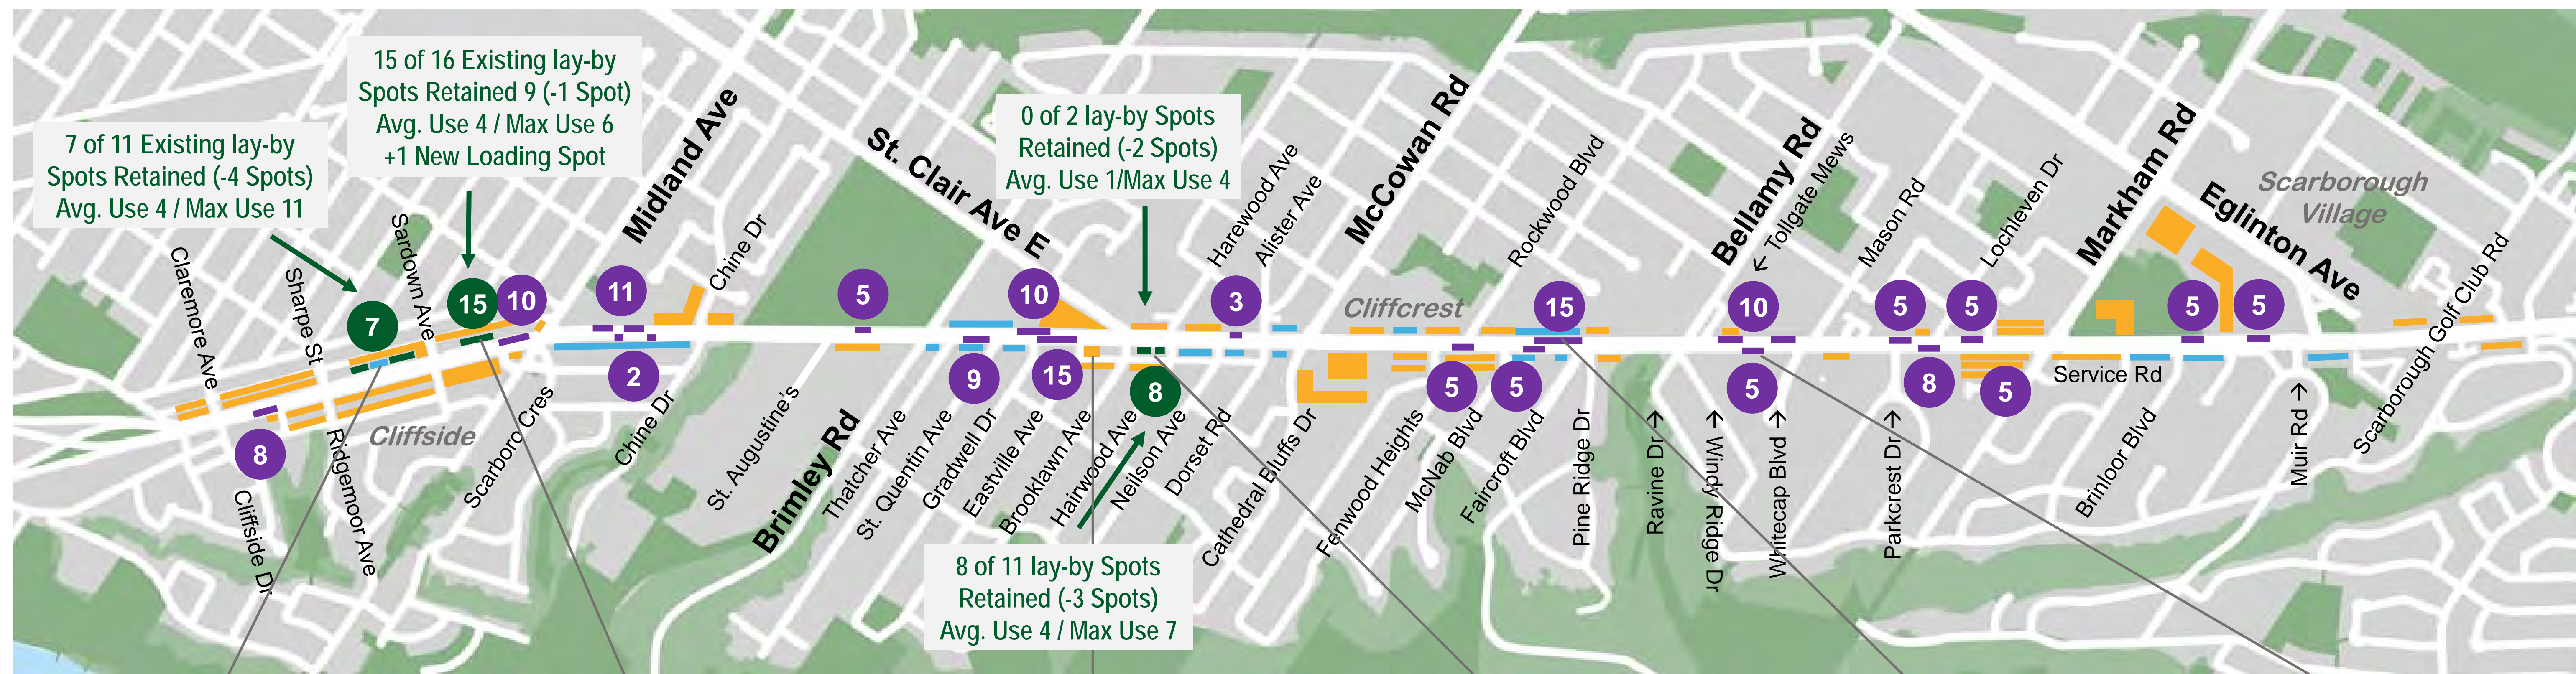 15 of 16 Existing lay-by
Spots Retained 9 (-1 Spot)
Avg. Use 4 / Max Use 6
+1 New Loading Spot
7 of 11 Existing lay-by
Spots Retained (-4 Spots)
Avg. Use 4 / Max Use 11
0 of 2 lay-by Spots
Retained (-2 Spots)
Avg. Use 1/Max Use 4
Midland Ave
St. Clair Ave E
McCowan Rd
Bellamy Rd
Markham Rd
Eglinton Ave
Scarborough
Village
Claremore Ave
Sharpe St
Sardown Ave
Chine Dr
Harewood Ave
Alister Ave
Rockwood Blvd
← Tollgate Mews
Mason Rd
Lochleven Dr
Scarborough Golf Club Rd
7
15
10
11
5
10
3
Cliffcrest
15
10
5
5
5
5
8
2
9
15
8
5
5
5
8
5
Service Rd
Cliffside
Cliffside Dr
Ridgemoor Ave
Scarboro Cres
Chine Dr
St. Augustine's
Brimley Rd
Thatcher Ave
St. Quentin Ave
Gradwell Dr
Eastville Ave
Brooklawn Ave
Hairwood Ave
Neilson Ave
Dorset Rd
Cathedral Bluffs Dr
Fenwood Heights
McNab Blvd
Faircroft Blvd
Pine Ridge Dr
Ravine Dr →
Windy Ridge Dr
←
Whitecap Blvd →
Parkcrest Dr →
Brinloor Blvd
Muir Rd →
8 of 11 lay-by Spots
Retained (-3 Spots)
Avg. Use 4 / Max Use 7